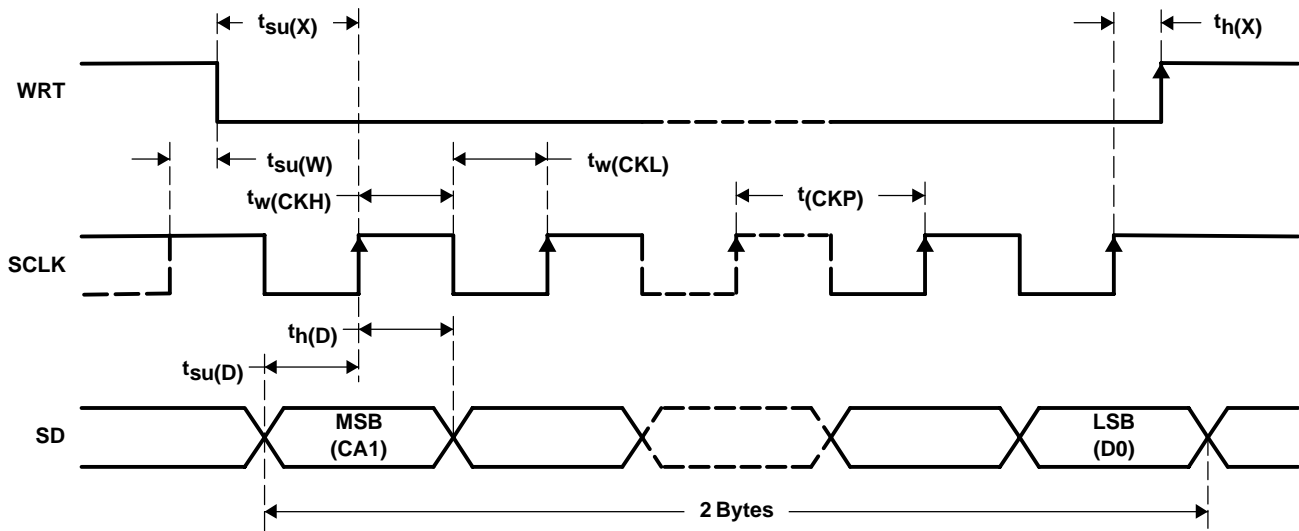 tsu(X)
th(X)
WRT
tsu(W)
tw(CKL)
tw(CKH)
t(CKP)
SCLK
th(D)
tsu(D)
SD
MSB
(CA1)
LSB
(D0)
2 Bytes